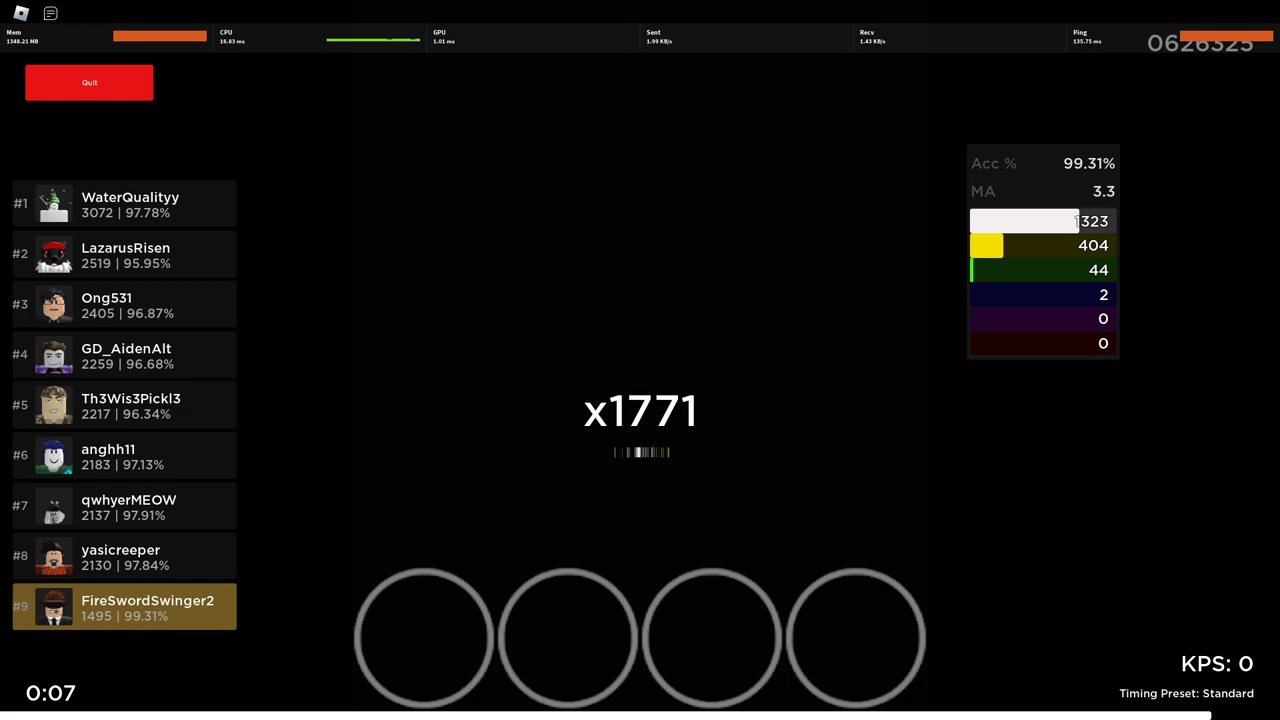 Mem
1348.21 MB
CPU
16.83 ms
GPU
1.01 ms
Sent
1.99 KB/s
Recv
1.43 KB/s
Ping
135.75 ms
0626325
Quit
#1
WaterQualityy
3072 | 97.78%
#2
LazarusRisen
2519 | 95.95%
#3
Ong531
2405 | 96.87%
#4
GD_AidenAlt
2259 | 96.68%
#5
Th3Wis3Pickl3
2217 | 96.34%
#6
anghh11
2183 | 97.13%
#7
qwhyerMEOW
2137 | 97.91%
#8
yasicreeper
2130 | 97.84%
#9
FireSwordSwinger2
1495 | 99.31%
0:07
x1771
Acc % 99.31%
MA 3.3
1323
404
44
2
0
0
KPS: 0
Timing Preset: Standard